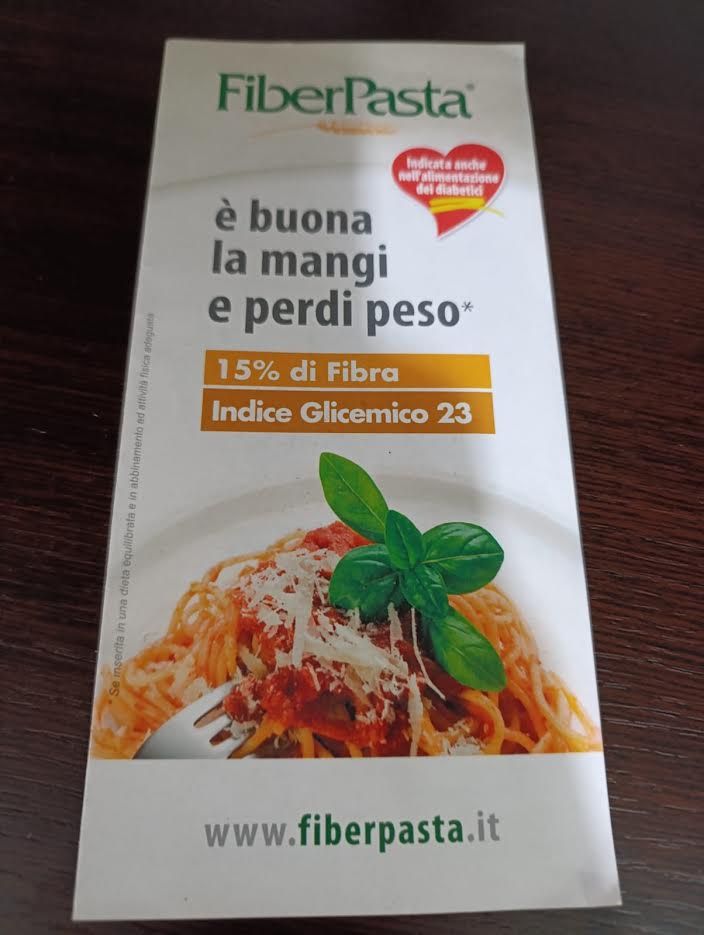 FiberPasta®
Indicata anche
nell'alimentazione
dei diabetici
è buona
la mangi
e perdi peso*
15% di Fibra
Indice Glicemico 23
Se inserita in una dieta equilibrata e in abbinamento ad attività fisica adeguata
www.fiberpasta.it